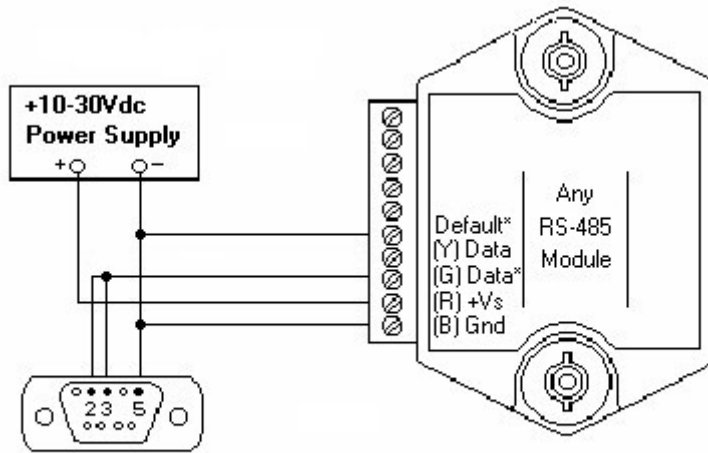 +10-30Vdc
Power Supply
+ −
Default*
(Y) Data
(G) Data*
(R) +Vs
(B) Gnd
Any
RS-485
Module
2 3 5